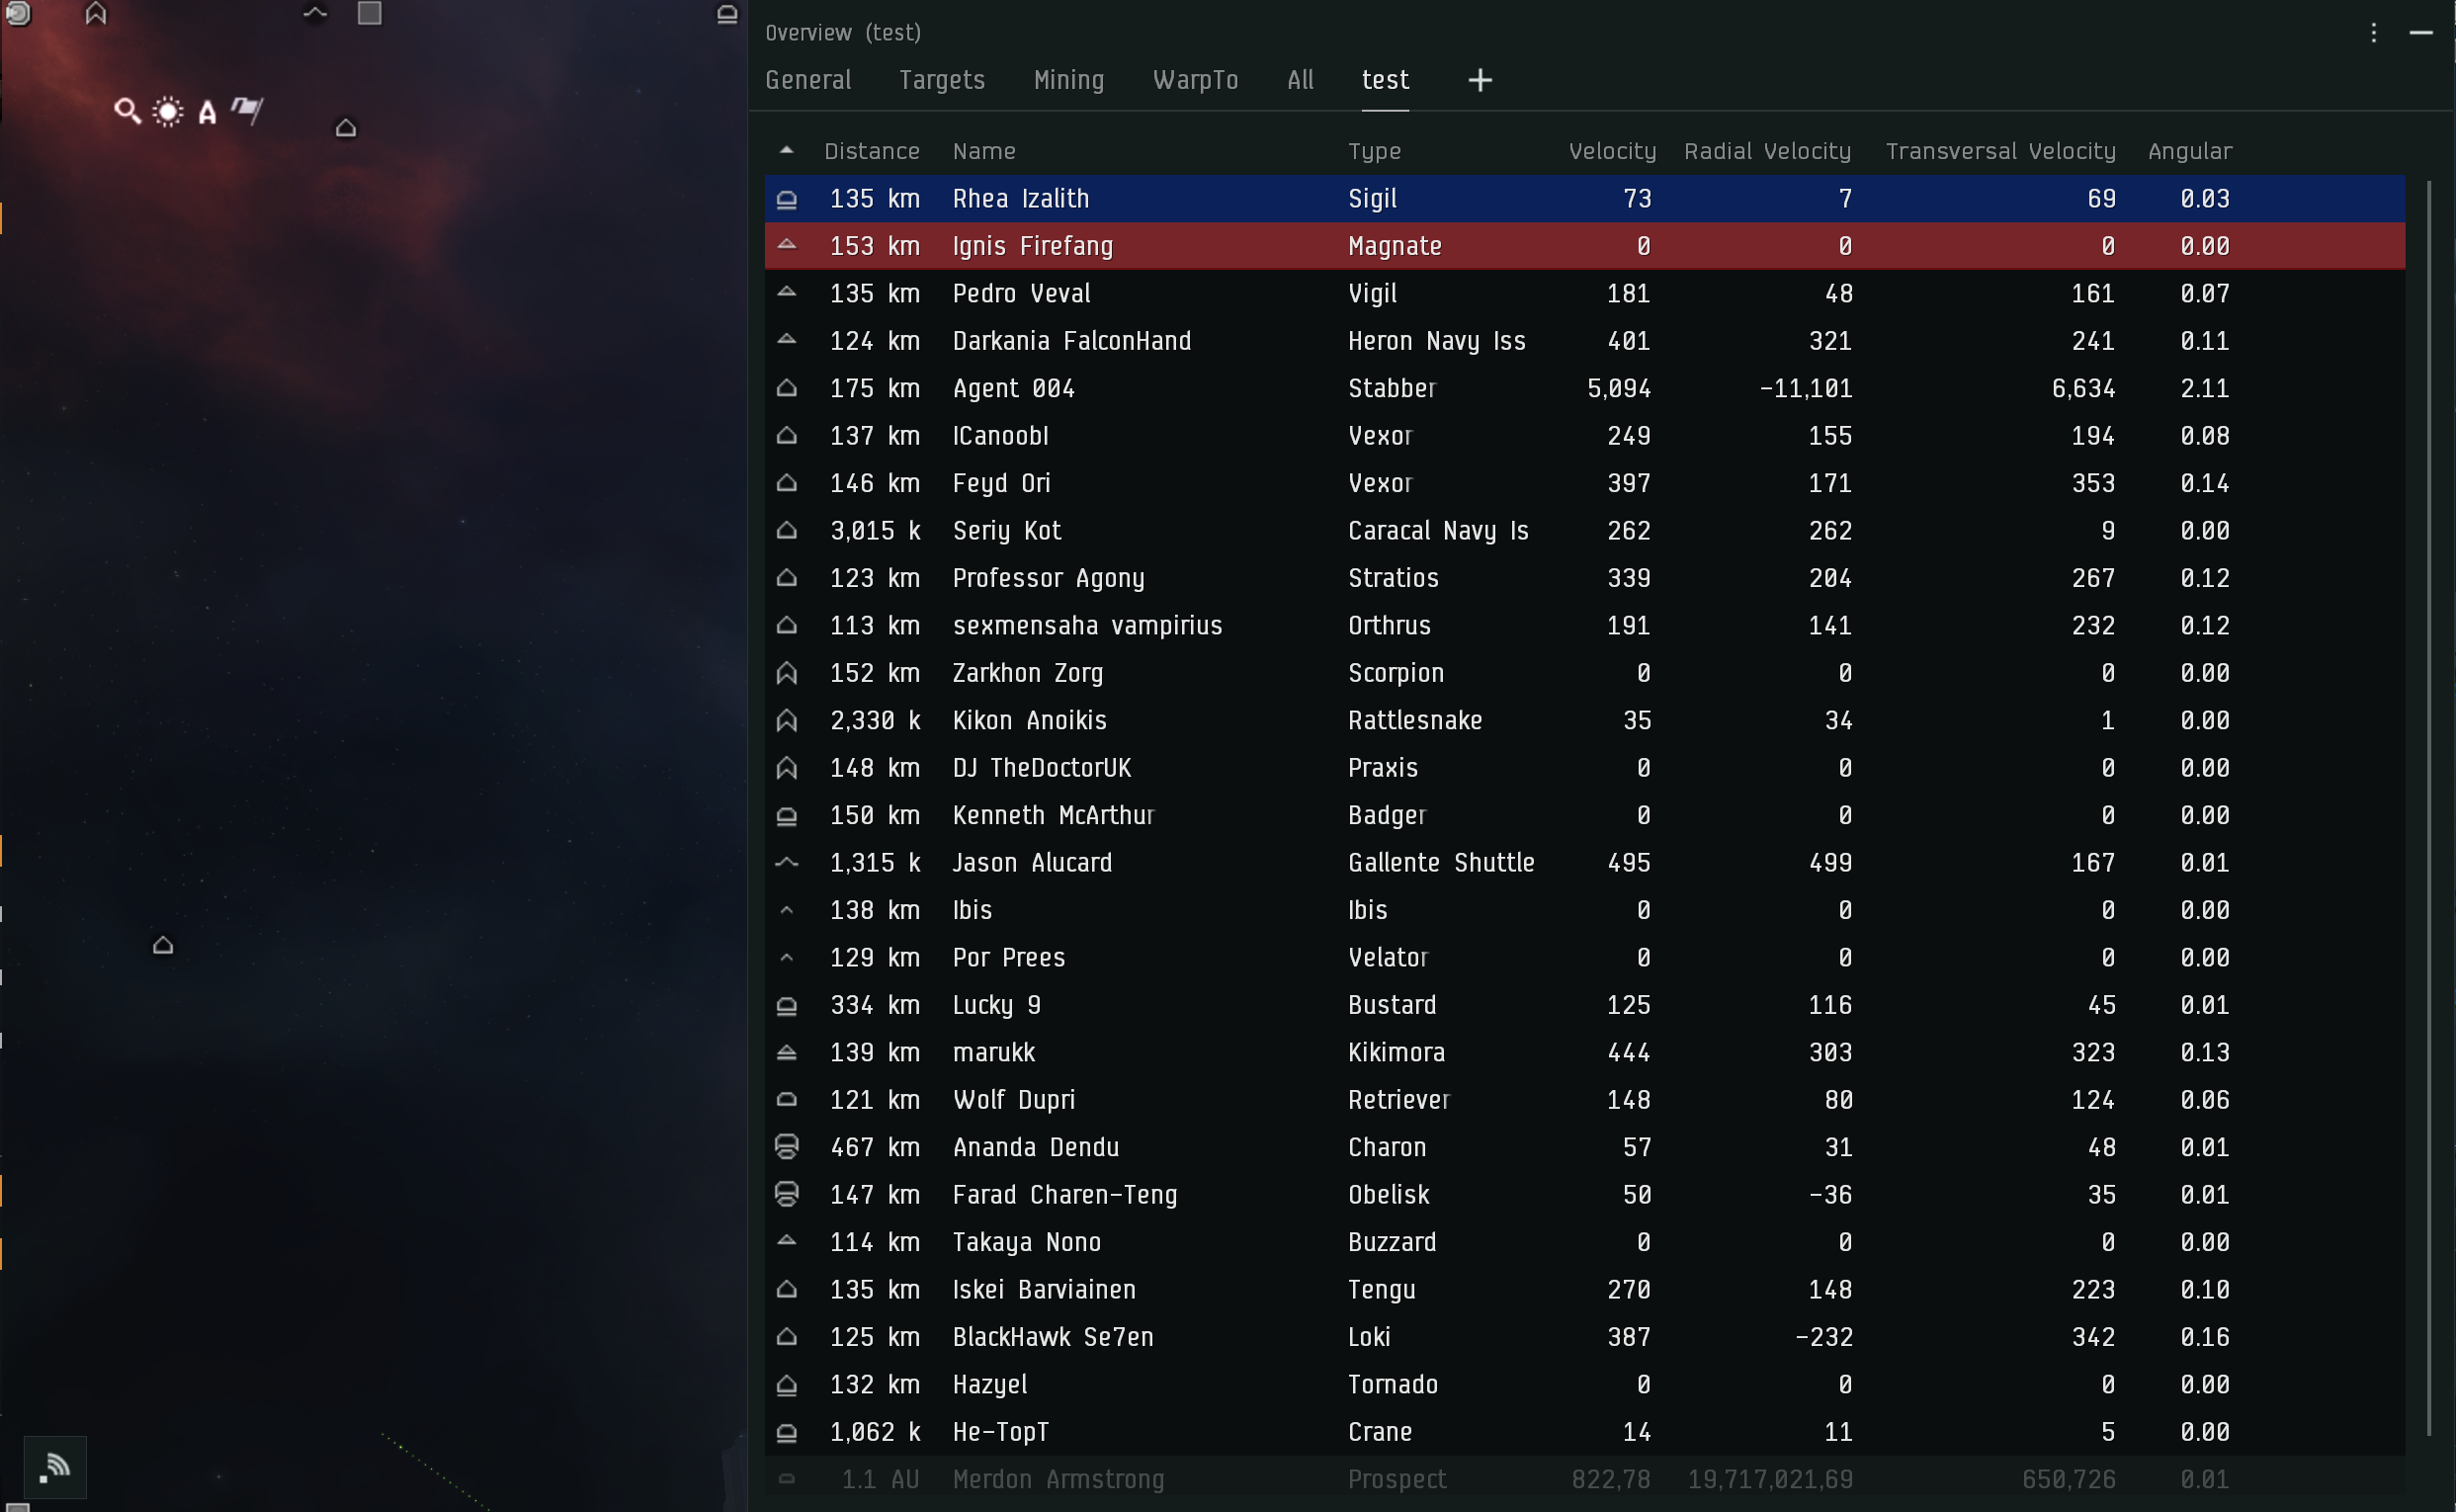 Overview (test)
General Targets Mining WarpTo All test +
Distance Name Type Velocity Radial Velocity Transversal Velocity Angular
135 km Rhea Izalith Sigil 73 7 69 0.03
153 km Ignis Firefang Magnate 0 0 0 0.00
135 km Pedro Veval Vigil 181 48 161 0.07
124 km Darkania FalconHand Heron Navy Iss 401 321 241 0.11
175 km Agent 004 Stabber 5,094 -11,101 6,634 2.11
137 km ICanoobI Vexor 249 155 194 0.08
146 km Feyd Ori Vexor 397 171 353 0.14
3,015 k Seriy Kot Caracal Navy Is 262 262 9 0.00
123 km Professor Agony Stratios 339 204 267 0.12
113 km sexmensaha vampirius Orthrus 191 141 232 0.12
152 km Zarkhon Zorg Scorpion 0 0 0 0.00
2,330 k Kikon Anoikis Rattlesnake 35 34 1 0.00
148 km DJ TheDoctorUK Praxis 0 0 0 0.00
150 km Kenneth McArthur Badger 0 0 0 0.00
1,315 k Jason Alucard Gallente Shuttle 495 499 167 0.01
138 km Ibis Ibis 0 0 0 0.00
129 km Por Prees Velator 0 0 0 0.00
334 km Lucky 9 Bustard 125 116 45 0.01
139 km marukk Kikimora 444 303 323 0.13
121 km Wolf Dupri Retriever 148 80 124 0.06
467 km Ananda Dendu Charon 57 31 48 0.01
147 km Farad Charen-Teng Obelisk 50 -36 35 0.01
114 km Takaya Nono Buzzard 0 0 0 0.00
135 km Iskei Barviainen Tengu 270 148 223 0.10
125 km BlackHawk Se7en Loki 387 -232 342 0.16
132 km Hazyel Tornado 0 0 0 0.00
1,062 k He-TopT Crane 14 11 5 0.00
1.1 AU Merdon Armstrong Prospect 822,78 19,717,021,69 650,726 0.01